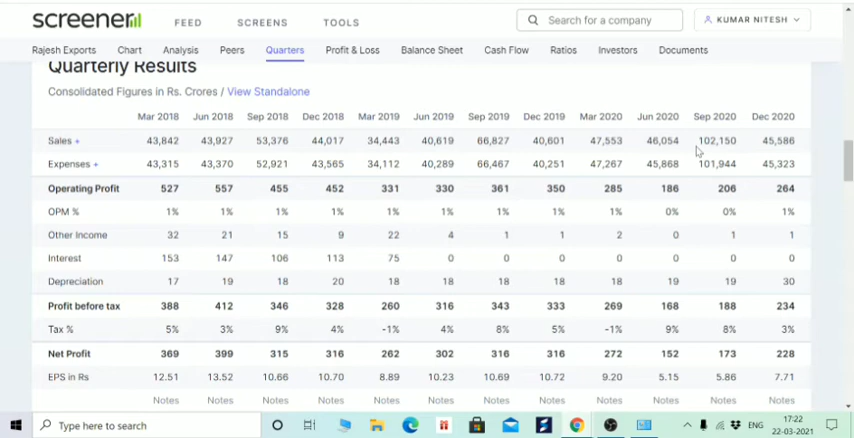 screener
FEED SCREENS TOOLS Search for a company KUMAR NITESH
Rajesh Exports Chart Analysis Peers Quarters Profit & Loss Balance Sheet Cash Flow Ratios Investors Documents
Quarterly Results
Consolidated Figures in Rs. Crores / View Standalone
Mar 2018 Jun 2018 Sep 2018 Dec 2018 Mar 2019 Jun 2019 Sep 2019 Dec 2019 Mar 2020 Jun 2020 Sep 2020 Dec 2020
Sales + 43,842 43,927 53,376 44,017 34,443 40,619 66,827 40,601 47,553 46,054 102,150 45,586
Expenses + 43,315 43,370 52,921 43,565 34,112 40,289 66,467 40,251 47,267 45,868 101,944 45,323
Operating Profit 527 557 455 452 331 330 361 350 285 186 206 264
OPM % 1% 1% 1% 1% 1% 1% 1% 1% 1% 0% 0% 1%
Other Income 32 21 15 9 22 4 1 1 2 0 1 1
Interest 153 147 106 113 75 0 0 0 0 0 0 0
Depreciation 17 19 18 20 18 18 18 18 18 19 19 30
Profit before tax 388 412 346 328 260 316 343 333 269 168 188 234
Tax % 5% 3% 9% 4% -1% 4% 8% 5% -1% 9% 8% 3%
Net Profit 369 399 315 316 262 302 316 316 272 152 173 228
EPS in Rs 12.51 13.52 10.66 10.70 8.89 10.23 10.69 10.72 9.20 5.15 5.86 7.71
Notes Notes Notes Notes Notes Notes Notes Notes Notes Notes Notes Notes
Type here to search ENG 17:22
22-03-2021